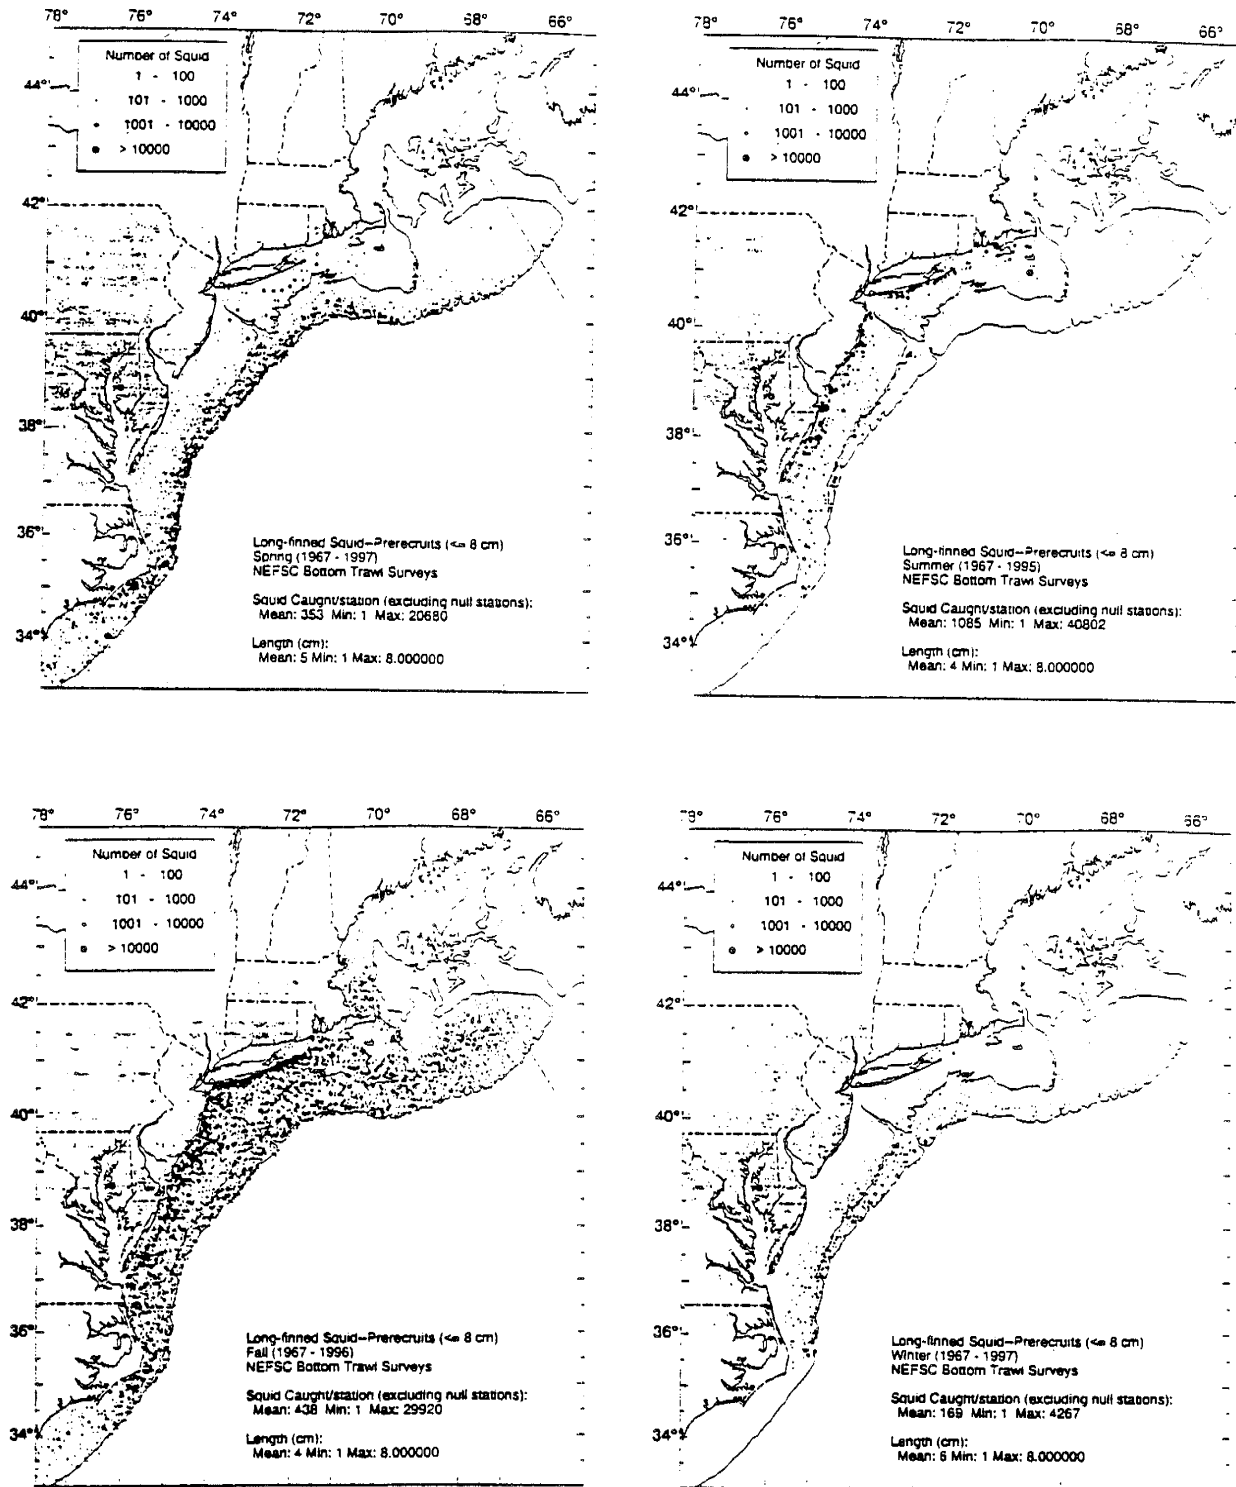 78° 76° 74° 72° 70° 68° 66°
Number of Squid
1 - 100
101 - 1000
1001 - 10000
> 10000
44°
42°
40°
38°
36°
34°
Long-finned Squid—Prerecruits (<= 8 cm)
Spring (1967 - 1997)
NEFSC Bottom Trawl Surveys
Squid Caught/station (excluding null stations):
Mean: 353 Min: 1 Max: 20680
Length (cm):
Mean: 5 Min: 1 Max: 8.000000
78° 76° 74° 72° 70° 68° 66°
Number of Squid
1 - 100
101 - 1000
1001 - 10000
> 10000
44°
42°
40°
38°
36°
34°
Long-finned Squid—Prerecruits (<= 8 cm)
Summer (1967 - 1995)
NEFSC Bottom Trawl Surveys
Squid Caught/station (excluding null stations):
Mean: 1085 Min: 1 Max: 40802
Length (cm):
Mean: 4 Min: 1 Max: 8.000000
78° 76° 74° 72° 70° 68° 66°
Number of Squid
1 - 100
101 - 1000
1001 - 10000
> 10000
44°
42°
40°
38°
36°
34°
Long-finned Squid—Prerecruits (<= 8 cm)
Fall (1967 - 1996)
NEFSC Bottom Trawl Surveys
Squid Caught/station (excluding null stations):
Mean: 438 Min: 1 Max: 29920
Length (cm):
Mean: 4 Min: 1 Max: 8.000000
78° 76° 74° 72° 70° 68° 66°
Number of Squid
1 - 100
101 - 1000
1001 - 10000
> 10000
44°
42°
40°
38°
36°
34°
Long-finned Squid—Prerecruits (<= 8 cm)
Winter (1967 - 1997)
NEFSC Bottom Trawl Surveys
Squid Caught/station (excluding null stations):
Mean: 169 Min: 1 Max: 4267
Length (cm):
Mean: 6 Min: 1 Max: 8.000000